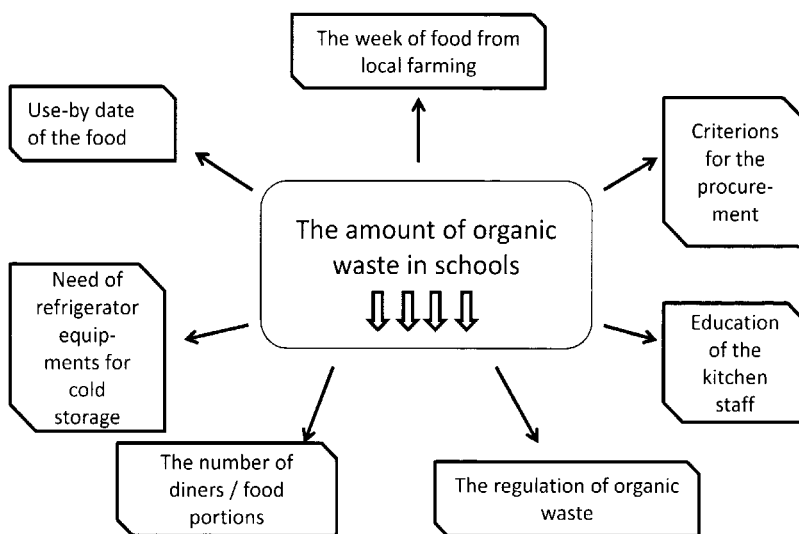 The week of food from
local farming
Use-by date
of the food
Criterions
for the
procure-
ment
The amount of organic
waste in schools
Need of
refrigerator
equip-
ments for
cold
storage
Education
of the
kitchen
staff
The number of
diners / food
portions
The regulation of organic
waste